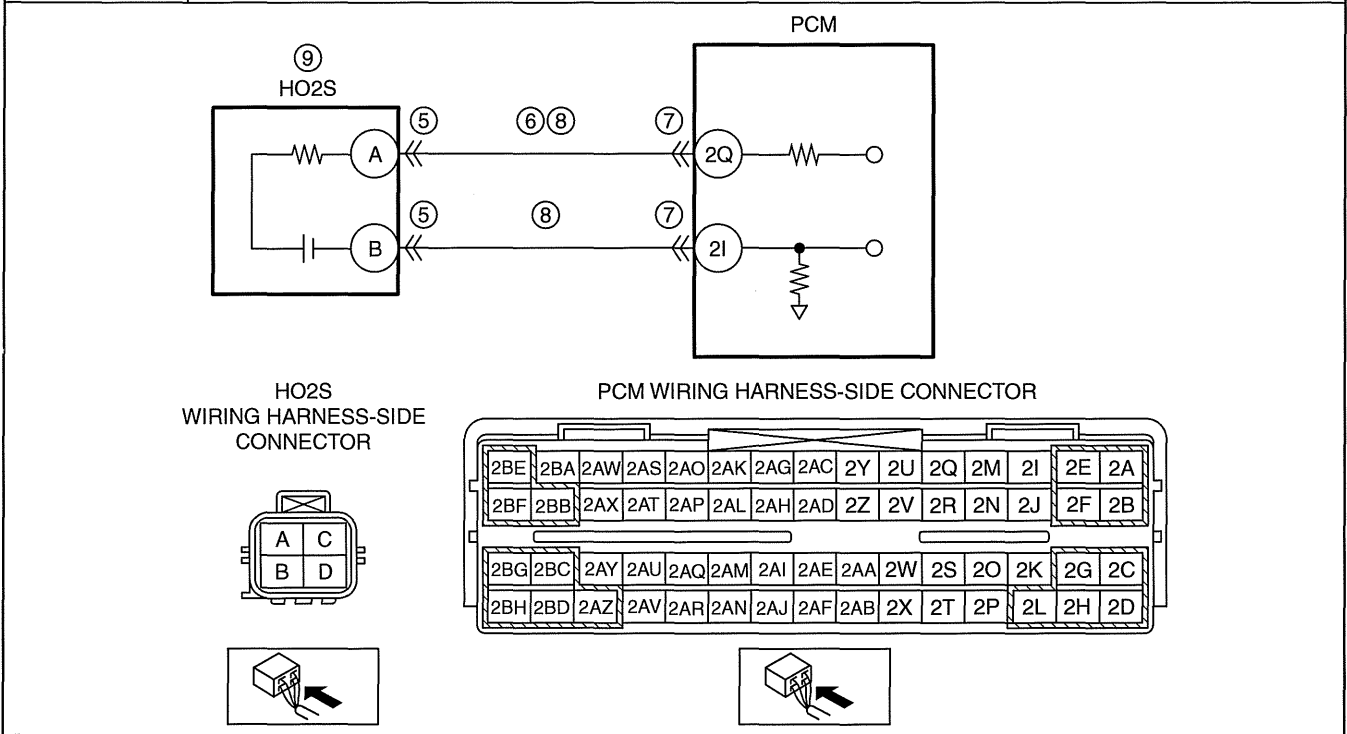 PCM
⑨
HO2S
⑤ ⑥⑧ ⑦
A 2Q
⑤ ⑧ ⑦
B 2I
HO2S
WIRING HARNESS-SIDE
CONNECTOR
PCM WIRING HARNESS-SIDE CONNECTOR
A C
B D
2BE 2BA 2AW 2AS 2AO 2AK 2AG 2AC 2Y 2U 2Q 2M 2I 2E 2A
2BF 2BB 2AX 2AT 2AP 2AL 2AH 2AD 2Z 2V 2R 2N 2J 2F 2B
2BG 2BC 2AY 2AU 2AQ 2AM 2AI 2AE 2AA 2W 2S 2O 2K 2G 2C
2BH 2BD 2AZ 2AV 2AR 2AN 2AJ 2AF 2AB 2X 2T 2P 2L 2H 2D